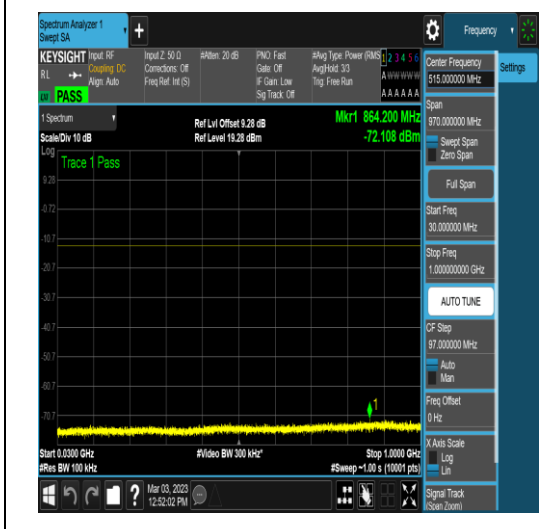 Spectrum Analyzer 1
Swept SA
+
Frequency
KEYSIGHT
RL
Input: RF
Coupling: DC
Align: Auto
Input Z: 50 Ω
Corrections: Off
Freq Ref: Int (S)
#Atten: 20 dB
PNO: Fast
Gate: Off
IF Gain: Low
Sig Track: Off
#Avg Type: Power (RMS)
Avg|Hold: 3/3
Trig: Free Run
1 2 3 4 5 6
A W W W W W
A A A A A A
PASS
1 Spectrum
Scale/Div 10 dB
Ref Lvl Offset 9.28 dB
Ref Level 19.28 dBm
Mkr1 864.200 MHz
-72.108 dBm
Log
Trace 1 Pass
9.28
-0.72
-10.7
-20.7
-30.7
-40.7
-50.7
-60.7
-70.7
1
Start 0.0300 GHz
#Res BW 100 kHz
#Video BW 300 kHz*
Stop 1.0000 GHz
#Sweep ~1.00 s (10001 pts)
?
Mar 03, 2023
12:52:02 PM
Center Frequency
515.000000 MHz
Settings
Span
970.000000 MHz
Swept Span
Zero Span
Full Span
Start Freq
30.000000 MHz
Stop Freq
1.000000000 GHz
AUTO TUNE
CF Step
97.000000 MHz
Auto
Man
Freq Offset
0 Hz
X Axis Scale
Log
Lin
Signal Track
(Span Zoom)